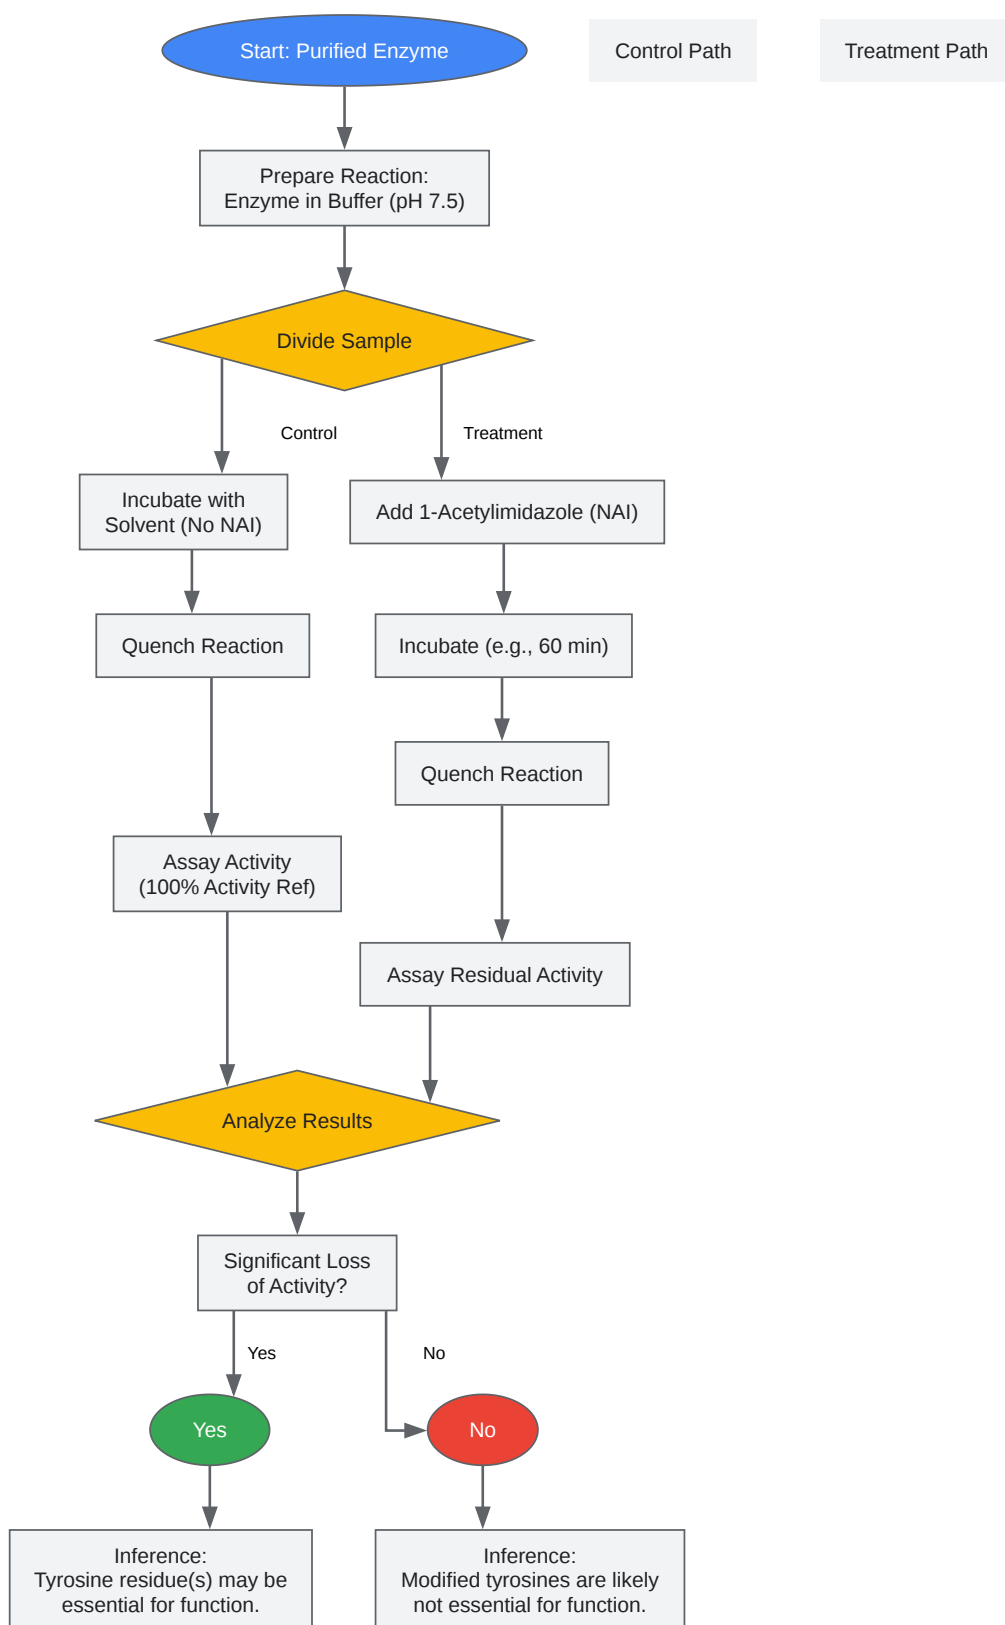 Start: Purified Enzyme
Control Path
Treatment Path
Prepare Reaction:
Enzyme in Buffer (pH 7.5)
Divide Sample
Control
Treatment
Incubate with
Solvent (No NAI)
Add 1-Acetylimidazole (NAI)
Quench Reaction
Incubate (e.g., 60 min)
Quench Reaction
Assay Activity
(100% Activity Ref)
Assay Residual Activity
Analyze Results
Significant Loss
of Activity?
Yes
No
Yes
No
Inference:
Tyrosine residue(s) may be
essential for function.
Inference:
Modified tyrosines are likely
not essential for function.